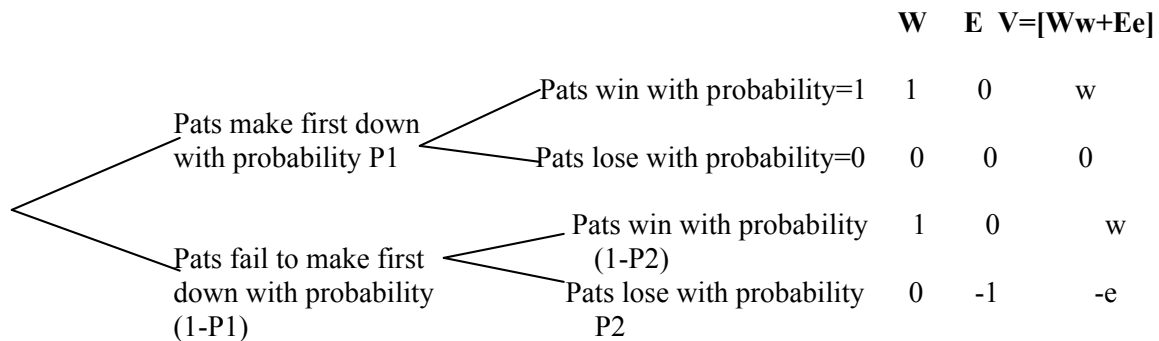 W E V=[Ww+Ee]
Pats win with probability=1 1 0 w
Pats make first down
with probability P1
Pats lose with probability=0 0 0 0
Pats win with probability 1 0 w
(1-P2)
Pats fail to make first
down with probability
(1-P1)
Pats lose with probability 0 -1 -e
P2